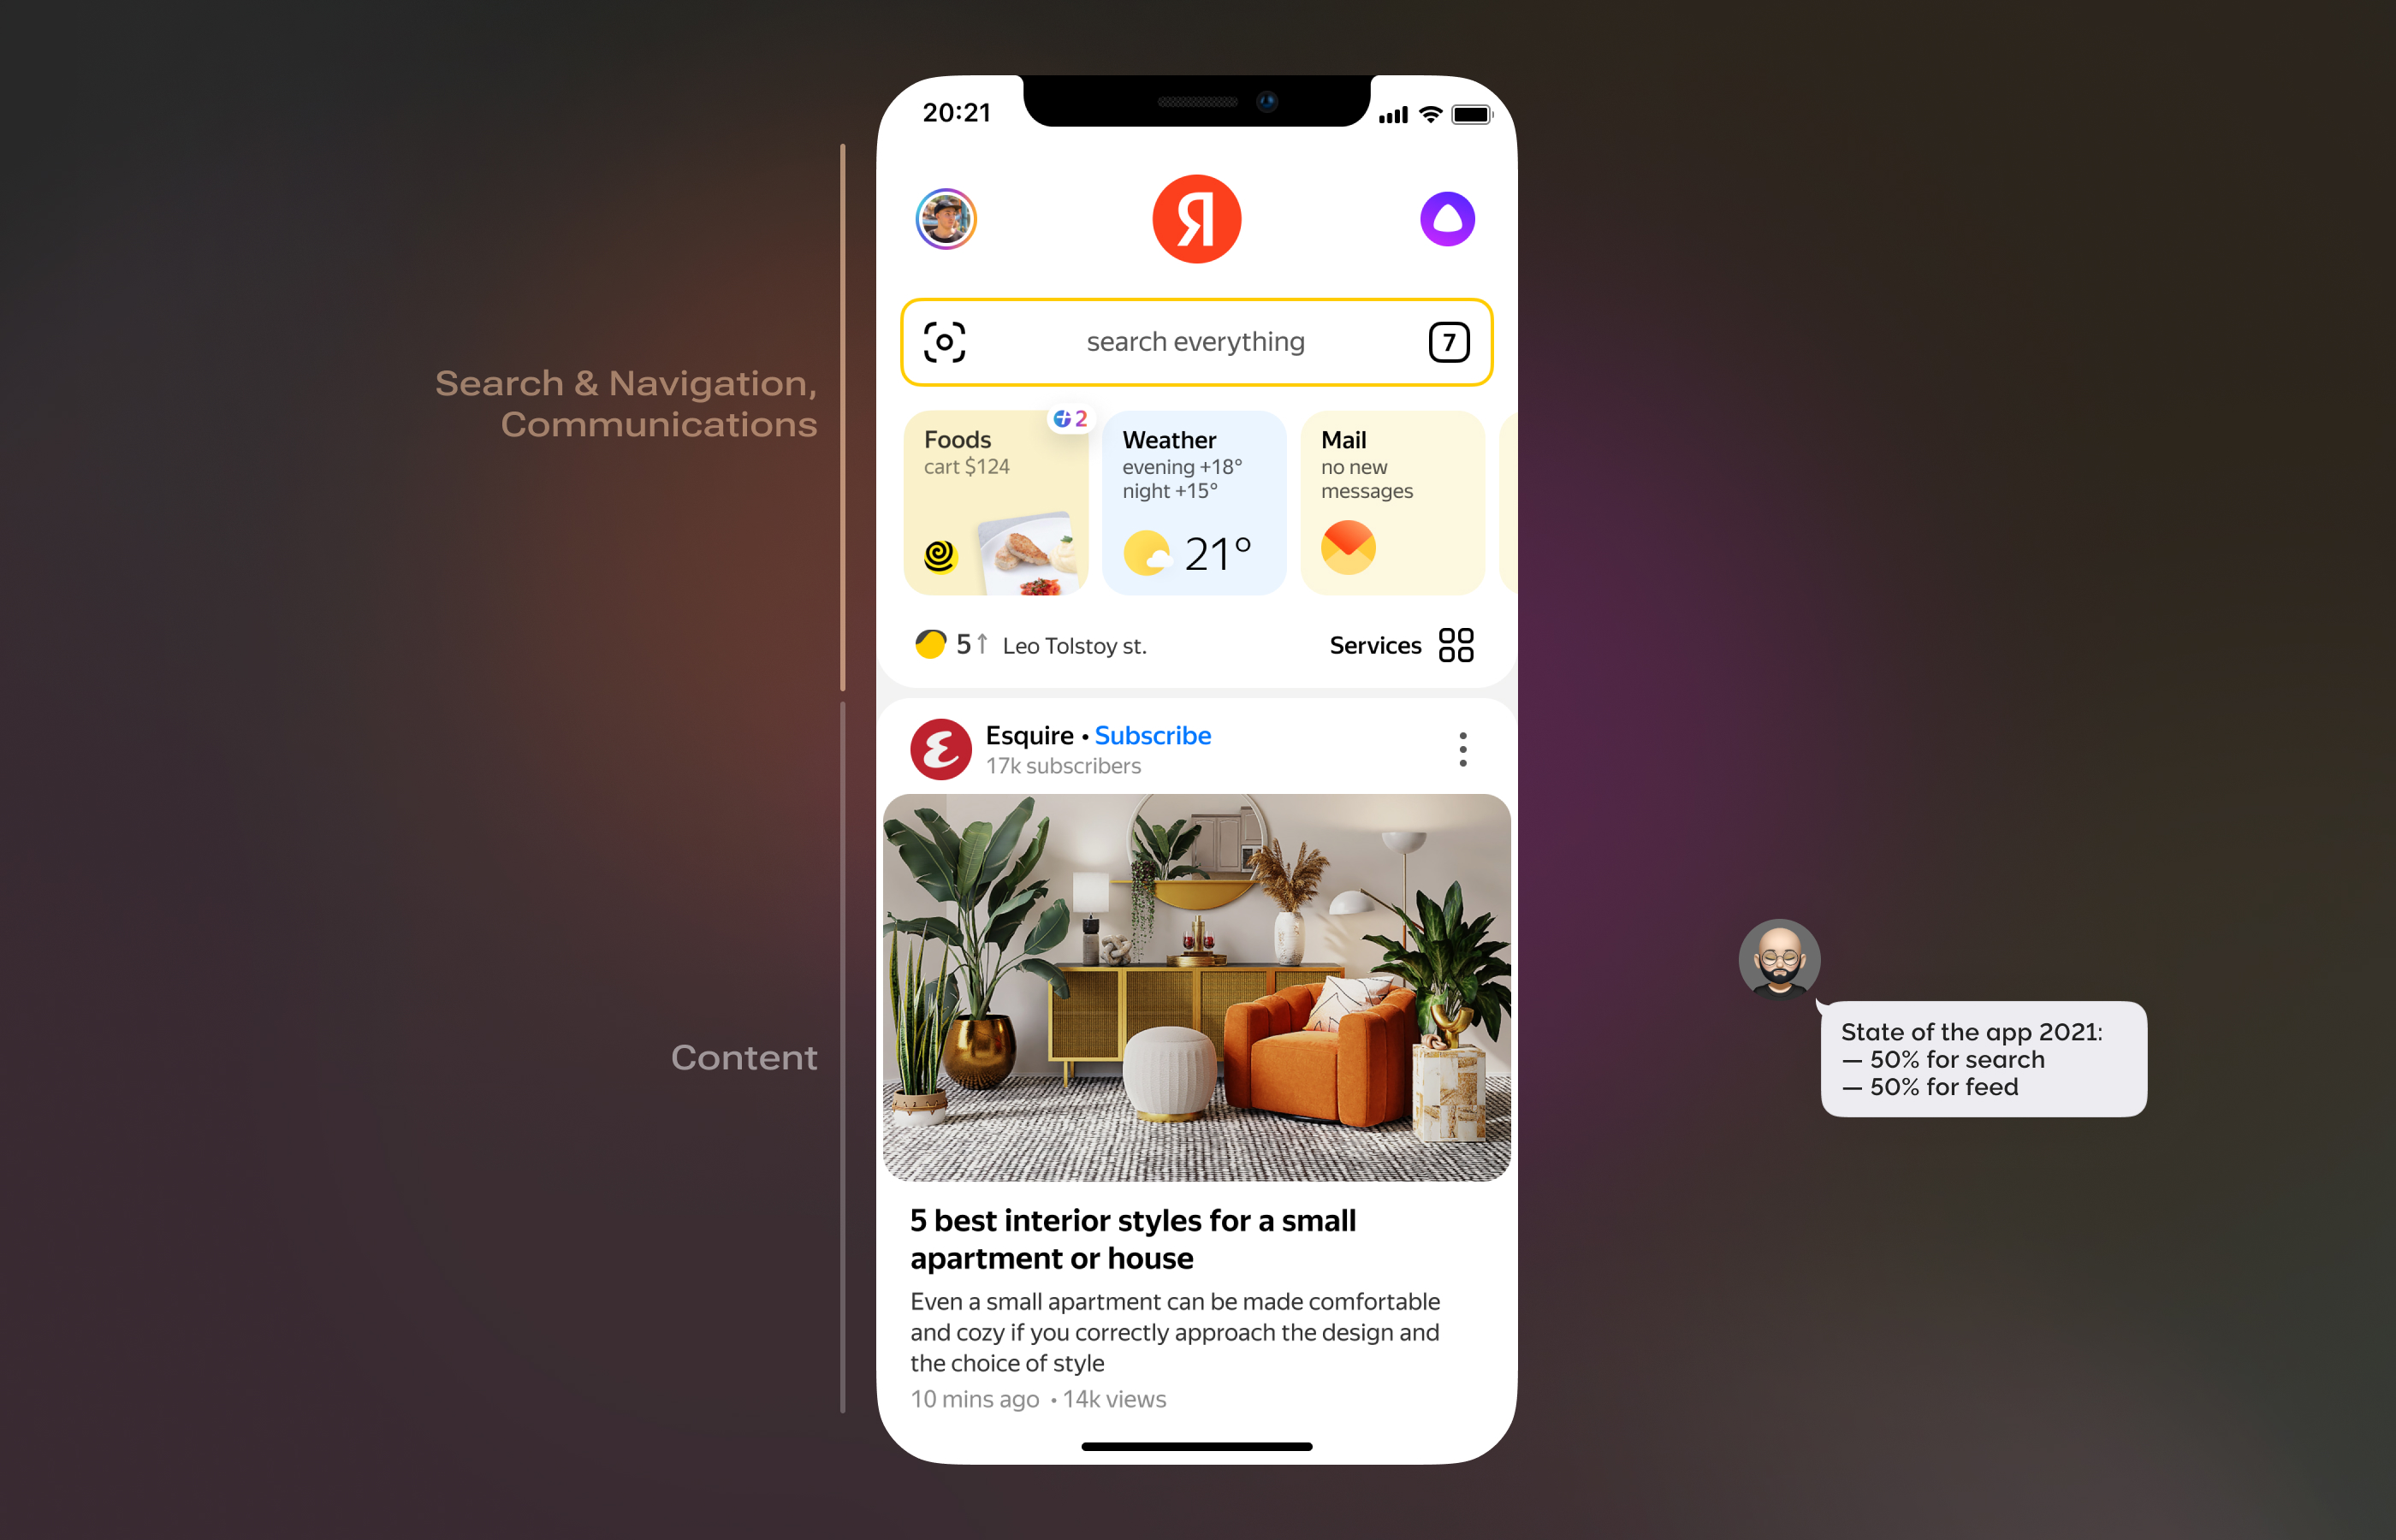 20:21
Я
search everything
7
Search & Navigation,
Communications
Foods
cart $124
2
Weather
evening +18°
night +15°
21°
Mail
no new
messages
5↑ Leo Tolstoy st.
Services
Esquire • Subscribe
17k subscribers
Content
State of the app 2021:
— 50% for search
— 50% for feed
5 best interior styles for a small
apartment or house
Even a small apartment can be made comfortable
and cozy if you correctly approach the design and
the choice of style
10 mins ago • 14k views